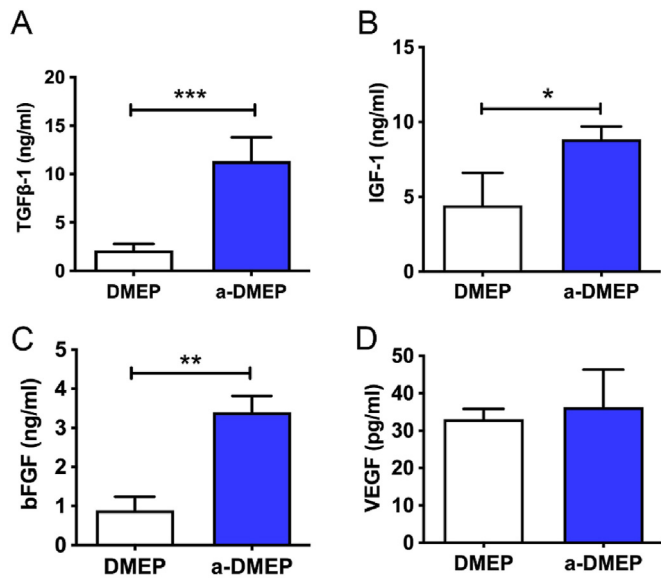 A
TGFβ-1 (ng/ml)
20
15
10
5
0
***
DMEP
a-DMEP
B
IGF-1 (ng/ml)
15
10
5
0
*
DMEP
a-DMEP
C
bFGF (ng/ml)
5
4
3
2
1
0
**
DMEP
a-DMEP
D
VEGF (pg/ml)
50
40
30
20
10
0
DMEP
a-DMEP